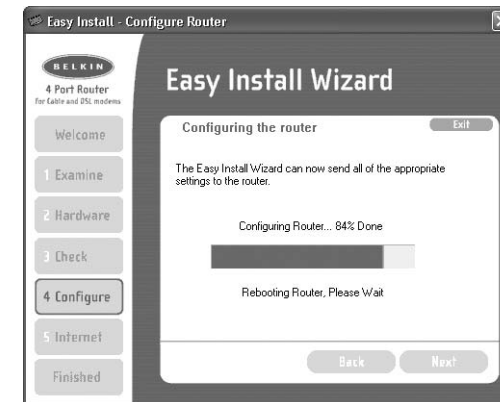 Easy Install - Configure Router
BELKIN
4 Port Router
For Cable and DSL modems
Easy Install Wizard
Welcome
1 Examine
2 Hardware
3 Check
4 Configure
5 Internet
Finished
Configuring the router
Exit
The Easy Install Wizard can now send all of the appropriate
settings to the router.
Configuring Router... 84% Done
Rebooting Router, Please Wait
Back
Next